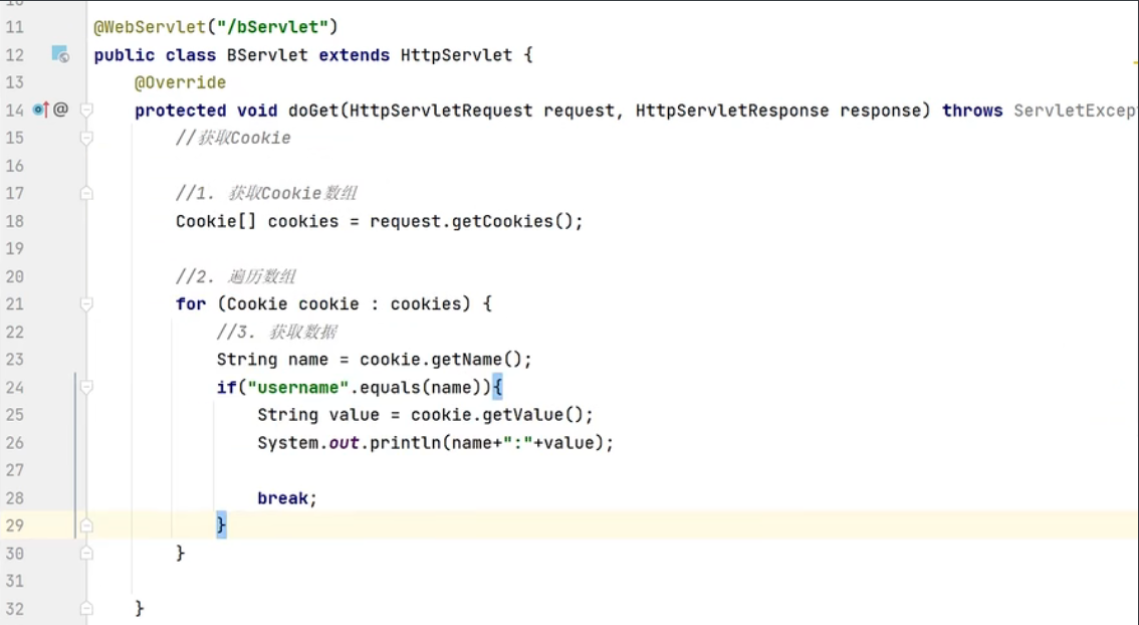 11 @WebServlet("/bServlet")
12 public class BServlet extends HttpServlet {
13 @Override
14 @ protected void doGet(HttpServletRequest request, HttpServletResponse response) throws ServletExcep
15 //获取Cookie
16
17 //1. 获取Cookie数组
18 Cookie[] cookies = request.getCookies();
19
20 //2. 遍历数组
21 for (Cookie cookie : cookies) {
22 //3. 获取数据
23 String name = cookie.getName();
24 if("username".equals(name)){
25 String value = cookie.getValue();
26 System.out.println(name+":"+value);
27
28 break;
29 }
30 }
31
32 }